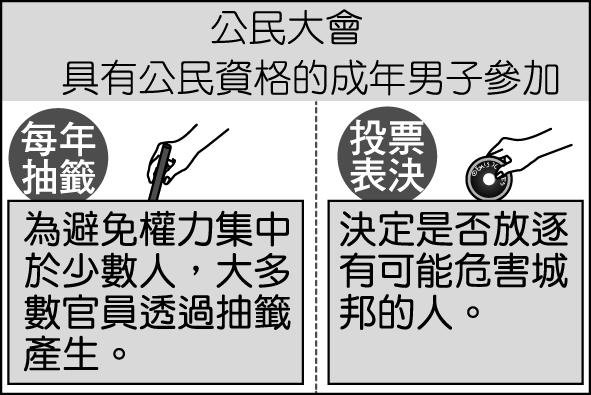 公民大會
具有公民資格的成年男子參加
每年
抽籤
為避免權力集中
於少數人，大多
數官員透過抽籤
產生。
投票
表決
決定是否放逐
有可能危害城
邦的人。